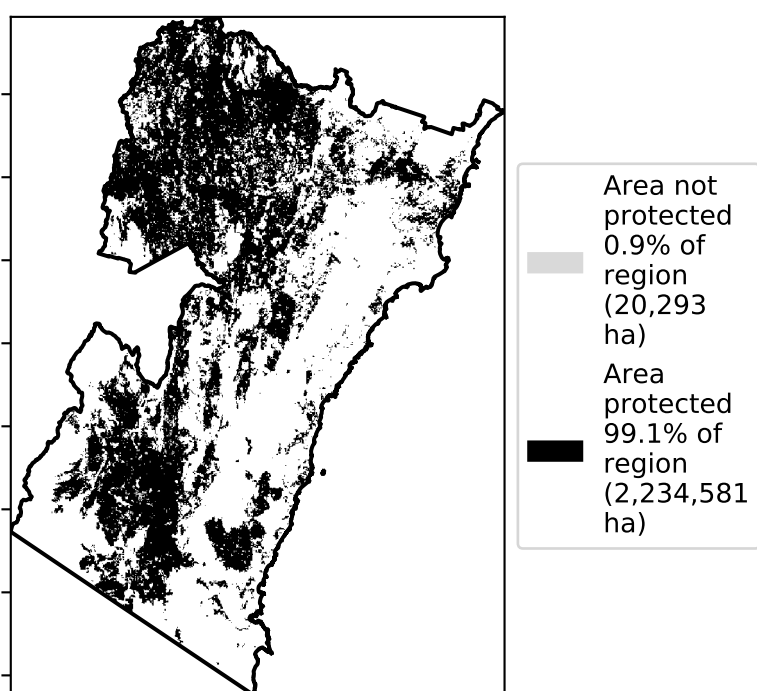 Area not
protected
0.9% of
region
(20,293
ha)
Area
protected
99.1% of
region
(2,234,581
ha)